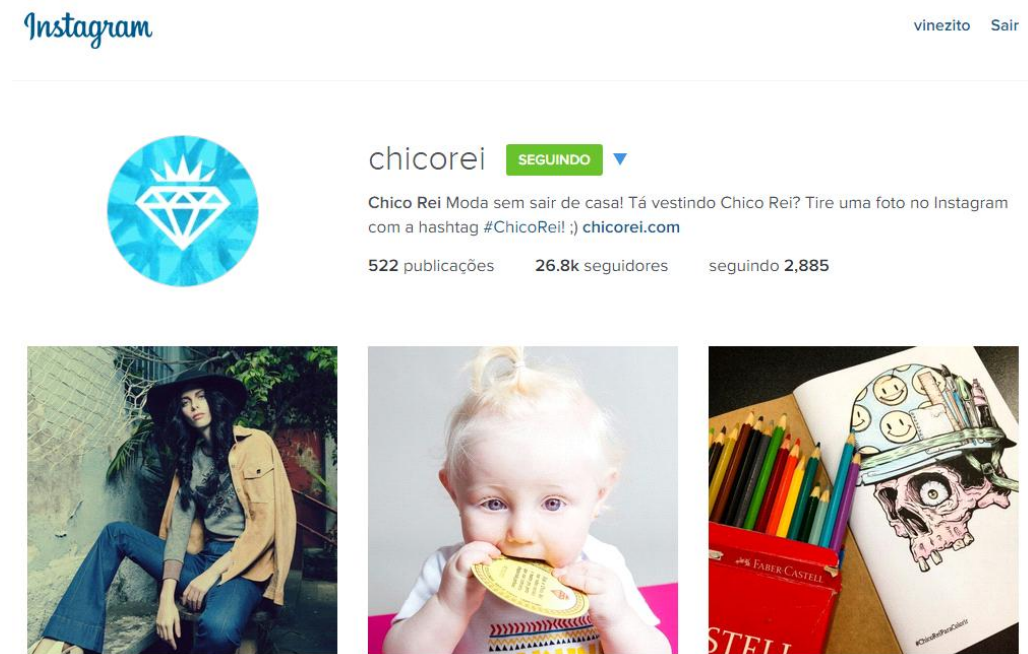 Instagram
vinezito Sair
chicorei SEGUINDO
Chico Rei Moda sem sair de casa! Tá vestindo Chico Rei? Tire uma foto no Instagram
com a hashtag #ChicoRei! ;) chicorei.com
522 publicações 26.8k seguidores seguindo 2,885
FABER-CASTELL
STELL
#ChicoReiParaColorir